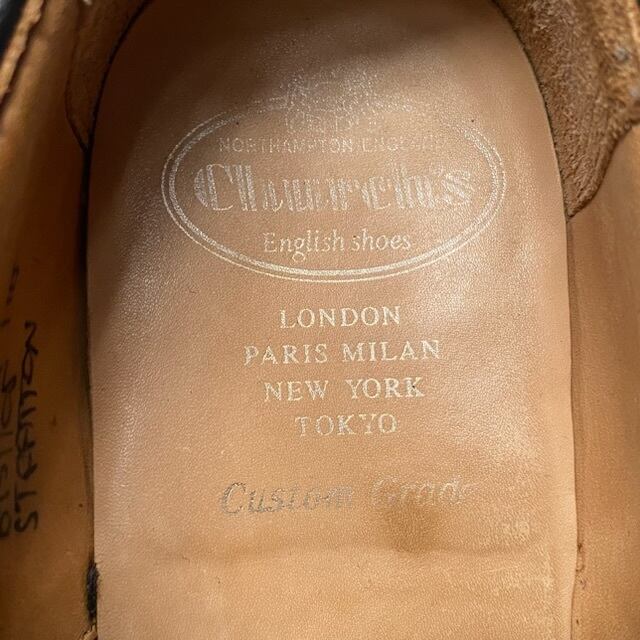 NORTHAMPTON ENGLAND
Church's
English shoes
LONDON
PARIS MILAN
NEW YORK
TOKYO
Custom Grade